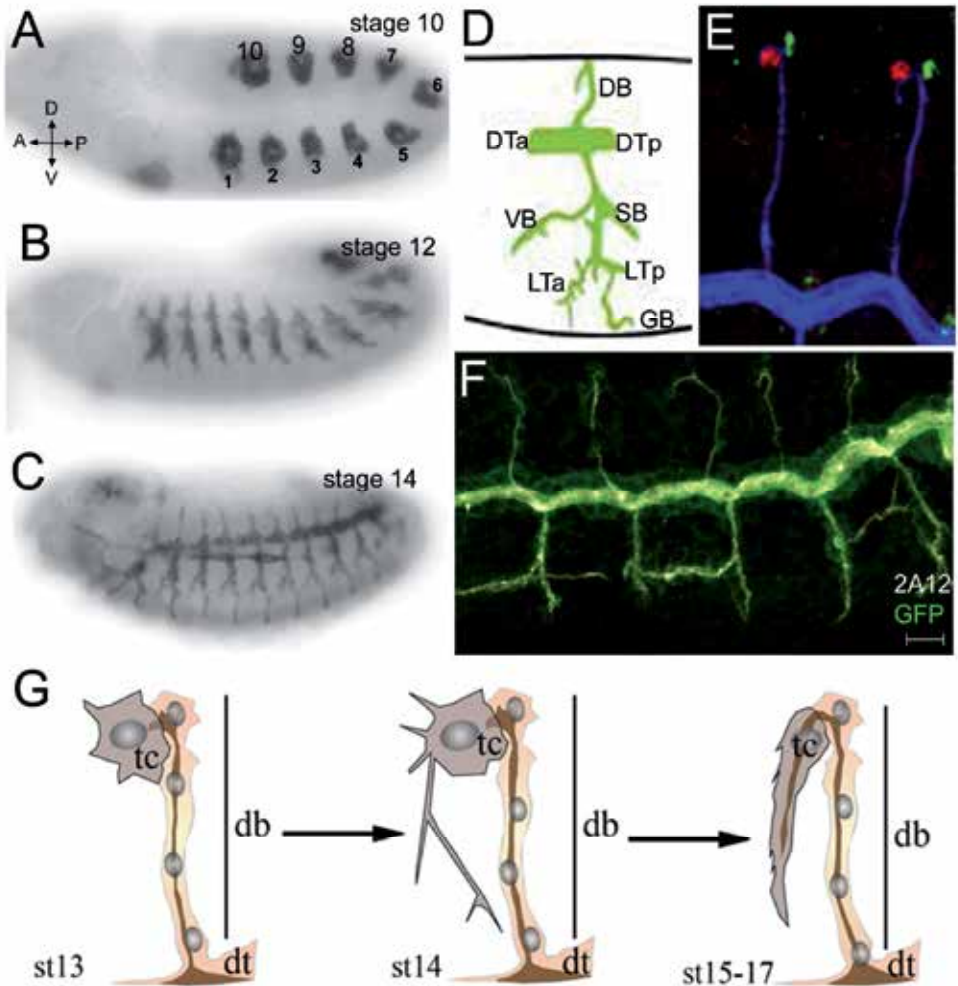 A
stage 10
10 9 8 7
6
1 2 3 4 5
D
A P
V
B
stage 12
C
stage 14
D
DB
DTa DTp
VB SB
LTa LTp
GB
E
F
2A12
GFP
G
tc
db
dt
st13
tc
db
dt
st14
tc
db
dt
st15-17